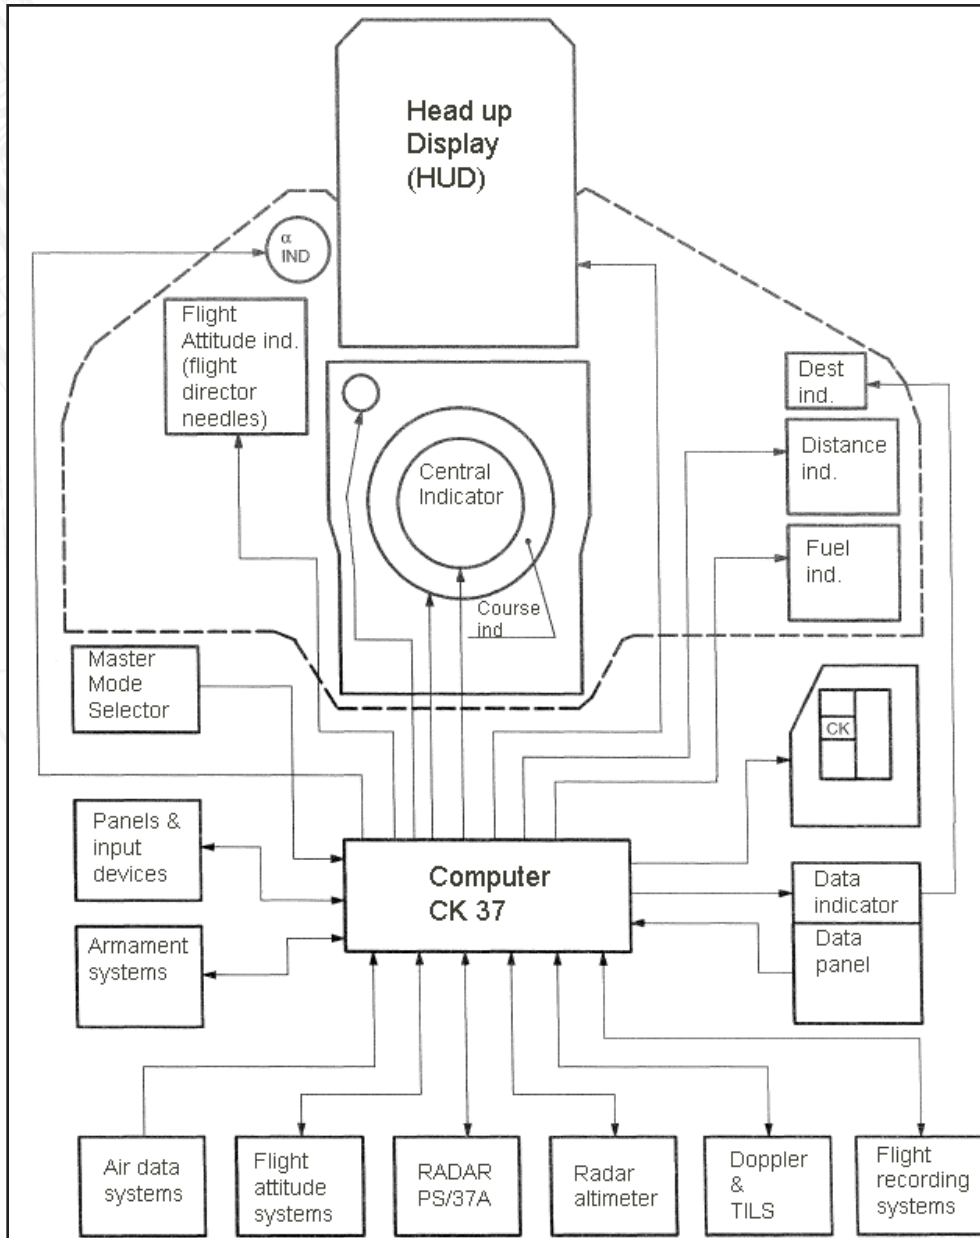 Head up
Display
(HUD)
α
IND
Flight
Attitude ind.
(flight
director
needles)
Dest
ind.
Distance
ind.
Central
Indicator
Fuel
ind.
Course
ind
Master
Mode
Selector
CK
Panels &
input
devices
Computer
CK 37
Data
indicator
Data
panel
Armament
systems
Air data
systems
Flight
attitude
systems
RADAR
PS/37A
Radar
altimeter
Doppler
&
TILS
Flight
recording
systems